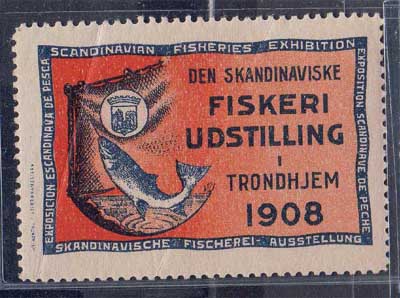 SCANDINAVIAN FISHERIES EXHIBITION
EXPOSITION SCANDINAVE DE PECHE
SKANDINAVISCHE FISCHEREI - AUSSTELLUNG
EXPOSICION ESCANDINAVA DE PESCA
DEN SKANDINAVISKE
FISKERI
UDSTILLING
I
TRONDHJEM
1908